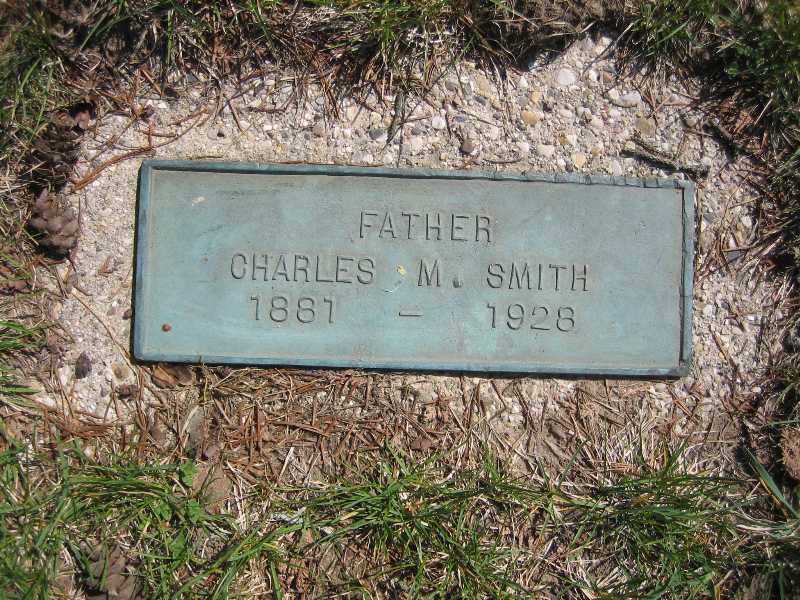 FATHER
CHARLES M. SMITH
1881 — 1928